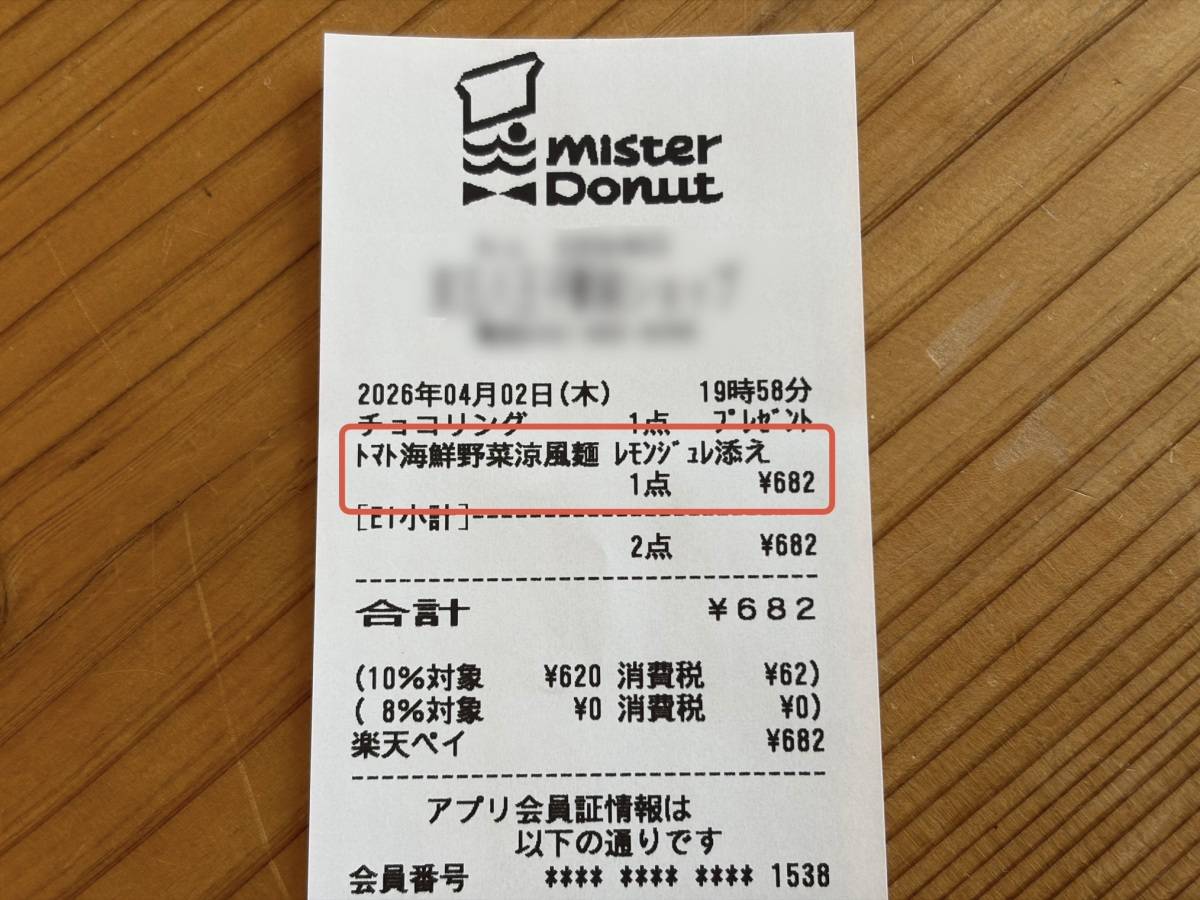 mister
Donut
2026年04月02日(木) 19時58分
チョコリング 1点 ﾌﾟﾚｾﾞﾝﾄ
ﾄﾏﾄ海鮮野菜涼風麺 ﾚﾓﾝｼﾞｭﾚ添え
1点 ¥682
[E1小計]----------------------
2点 ¥682
--------------------------------
合計 ¥682
(10%対象 ¥620 消費税 ¥62)
( 8%対象 ¥0 消費税 ¥0)
楽天ペイ ¥682
--------------------------------
アプリ会員証情報は
以下の通りです
会員番号 **** **** **** 1538